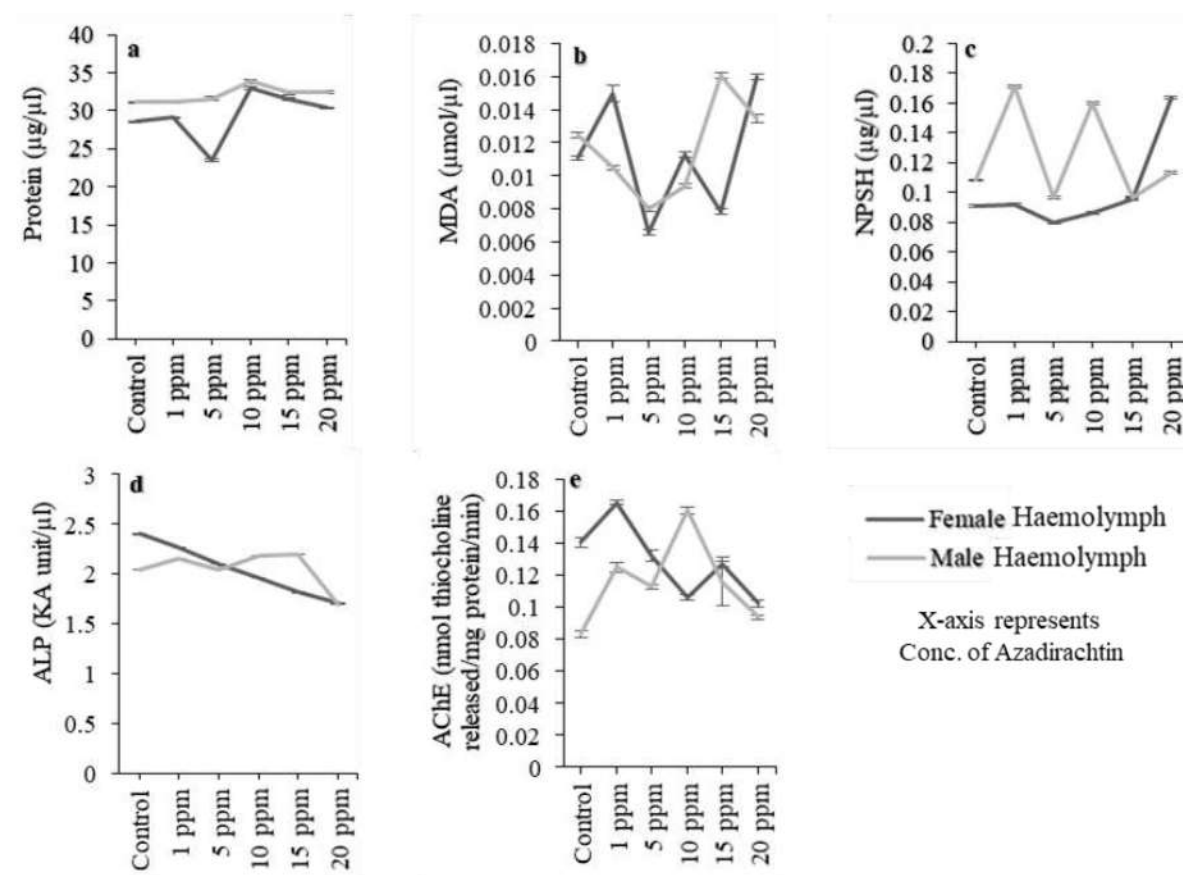 a
Protein (µg/µl)
40
35
30
25
20
15
10
5
0
Control
1 ppm
5 ppm
10 ppm
15 ppm
20 ppm
b
MDA (µmol/µl)
0.018
0.016
0.014
0.012
0.01
0.008
0.006
0.004
0.002
0
Control
1 ppm
5 ppm
10 ppm
15 ppm
20 ppm
c
NPSH (µg/µl)
0.2
0.18
0.16
0.14
0.12
0.1
0.08
0.06
0.04
0.02
0
Control
1 ppm
5 ppm
10 ppm
15 ppm
20 ppm
d
ALP (KA unit/µl)
3
2.5
2
1.5
1
0.5
0
Control
1 ppm
5 ppm
10 ppm
15 ppm
20 ppm
e
AChE (nmol thiocholine
released/mg protein/min)
0.18
0.16
0.14
0.12
0.1
0.08
0.06
0.04
0.02
0
Control
1 ppm
5 ppm
10 ppm
15 ppm
20 ppm
Female Haemolymph
Male Haemolymph
X-axis represents
Conc. of Azadirachtin